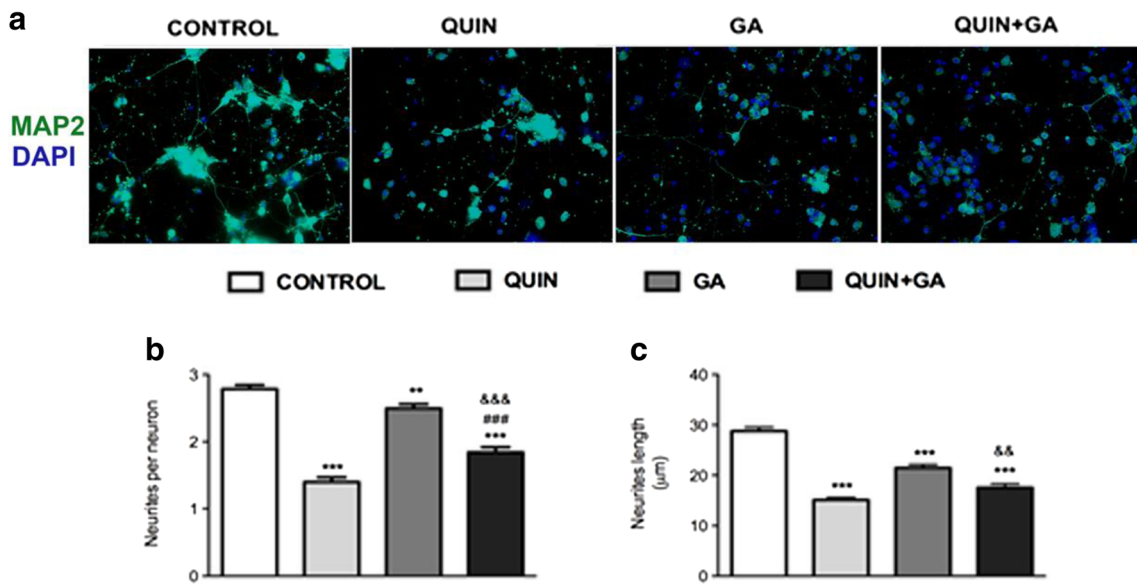 a
CONTROL QUIN GA QUIN+GA
MAP2
DAPI
CONTROL QUIN GA QUIN+GA
b
Neurites per neuron
3
2
1
0
***
**
&&&
###
***
c
Neurites length
(μm)
40
30
20
10
0
***
***
&&
***